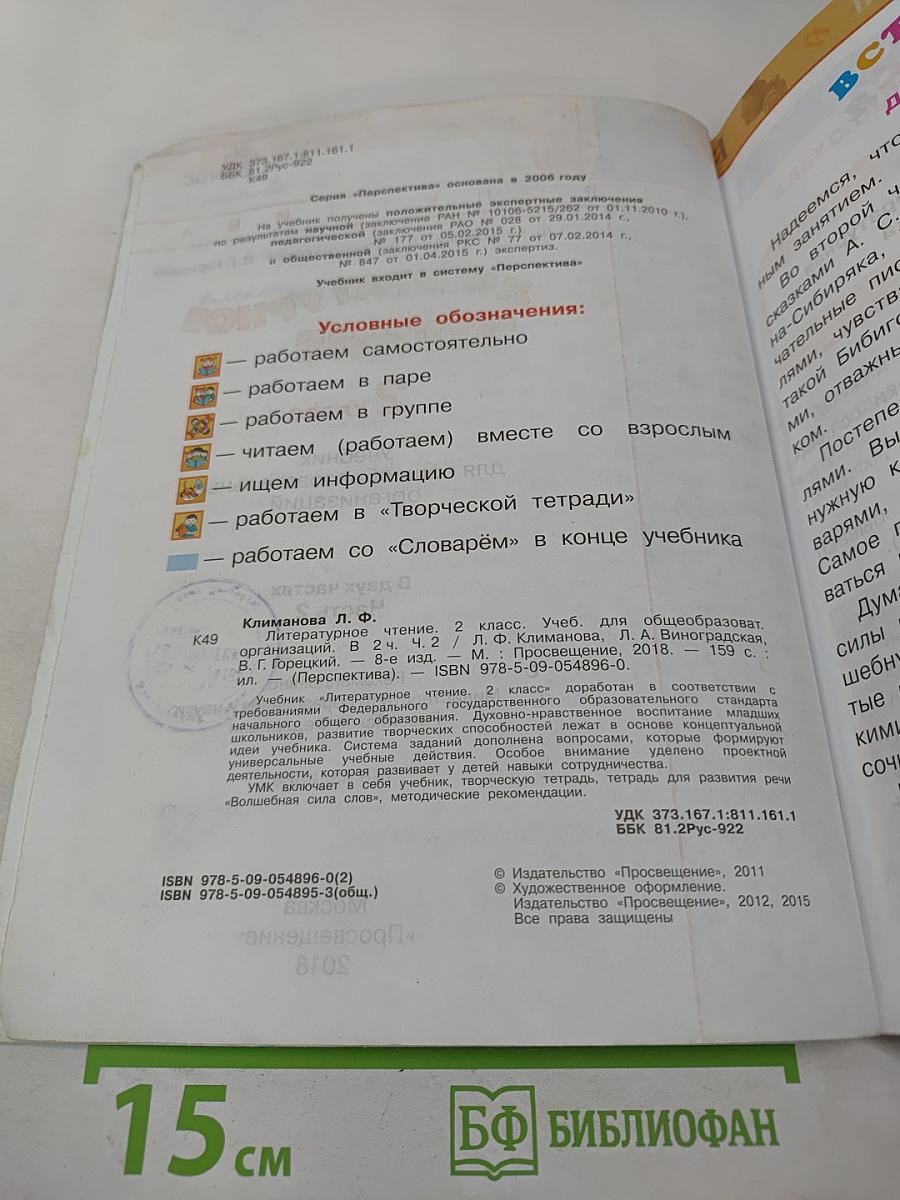 УДК 373.167.1:811.161.1
ББК 81.2Рус-922
К49
Серия «Перспектива» основана в 2006 году
На учебник получены положительные экспертные заключения
по результатам научной (заключение РАН № 10106-5215/262 от 01.11.2010 г.),
педагогической (заключения РАО № 028 от 29.01.2014 г.,
№ 177 от 05.02.2015 г.)
и общественной (заключения РКС № 77 от 07.02.2014 г.,
№ 847 от 01.04.2015 г.) экспертиз.
Учебник входит в систему «Перспектива»
Условные обозначения:
— работаем самостоятельно
— работаем в паре
— работаем в группе
— читаем (работаем) вместе со взрослым
— ищем информацию
— работаем в «Творческой тетради»
— работаем со «Словарём» в конце учебника
Климанова Л. Ф.
К49 Литературное чтение. 2 класс. Учеб. для общеобразоват.
организаций. В 2 ч. Ч. 2 / Л. Ф. Климанова, Л. А. Виноградская,
В. Г. Горецкий. — 8-е изд. — М. : Просвещение, 2018. — 159 с. :
ил. — (Перспектива). — ISBN 978-5-09-054896-0.
Учебник «Литературное чтение. 2 класс» доработан в соответствии с
требованиями Федерального государственного образовательного стандарта
начального общего образования. Духовно-нравственное воспитание младших
школьников, развитие творческих способностей лежат в основе концептуальной
идеи учебника. Система заданий дополнена вопросами, которые формируют
универсальные учебные действия. Особое внимание уделено проектной
деятельности, которая развивает у детей навыки сотрудничества.
УМК включает в себя учебник, творческую тетрадь, тетрадь для развития речи
«Волшебная сила слов», методические рекомендации.
УДК 373.167.1:811.161.1
ББК 81.2Рус-922
ISBN 978-5-09-054896-0(2)
ISBN 978-5-09-054895-3(общ.)
© Издательство «Просвещение», 2011
© Художественное оформление.
Издательство «Просвещение», 2012, 2015
Все права защищены
Надеемся, что
ным занятием.
Во второй ч
сказками А. С.
на-Сибиряка,
чательные пис
лями, чувств
такой Бибиг
ми, отважны
ком.
Постепе
лями. Вы
нужную к
варями,
Самое г
ваться
Дума
силы
шебну
тые
кими
сочи
15 см
БФ БИБЛИОФАН